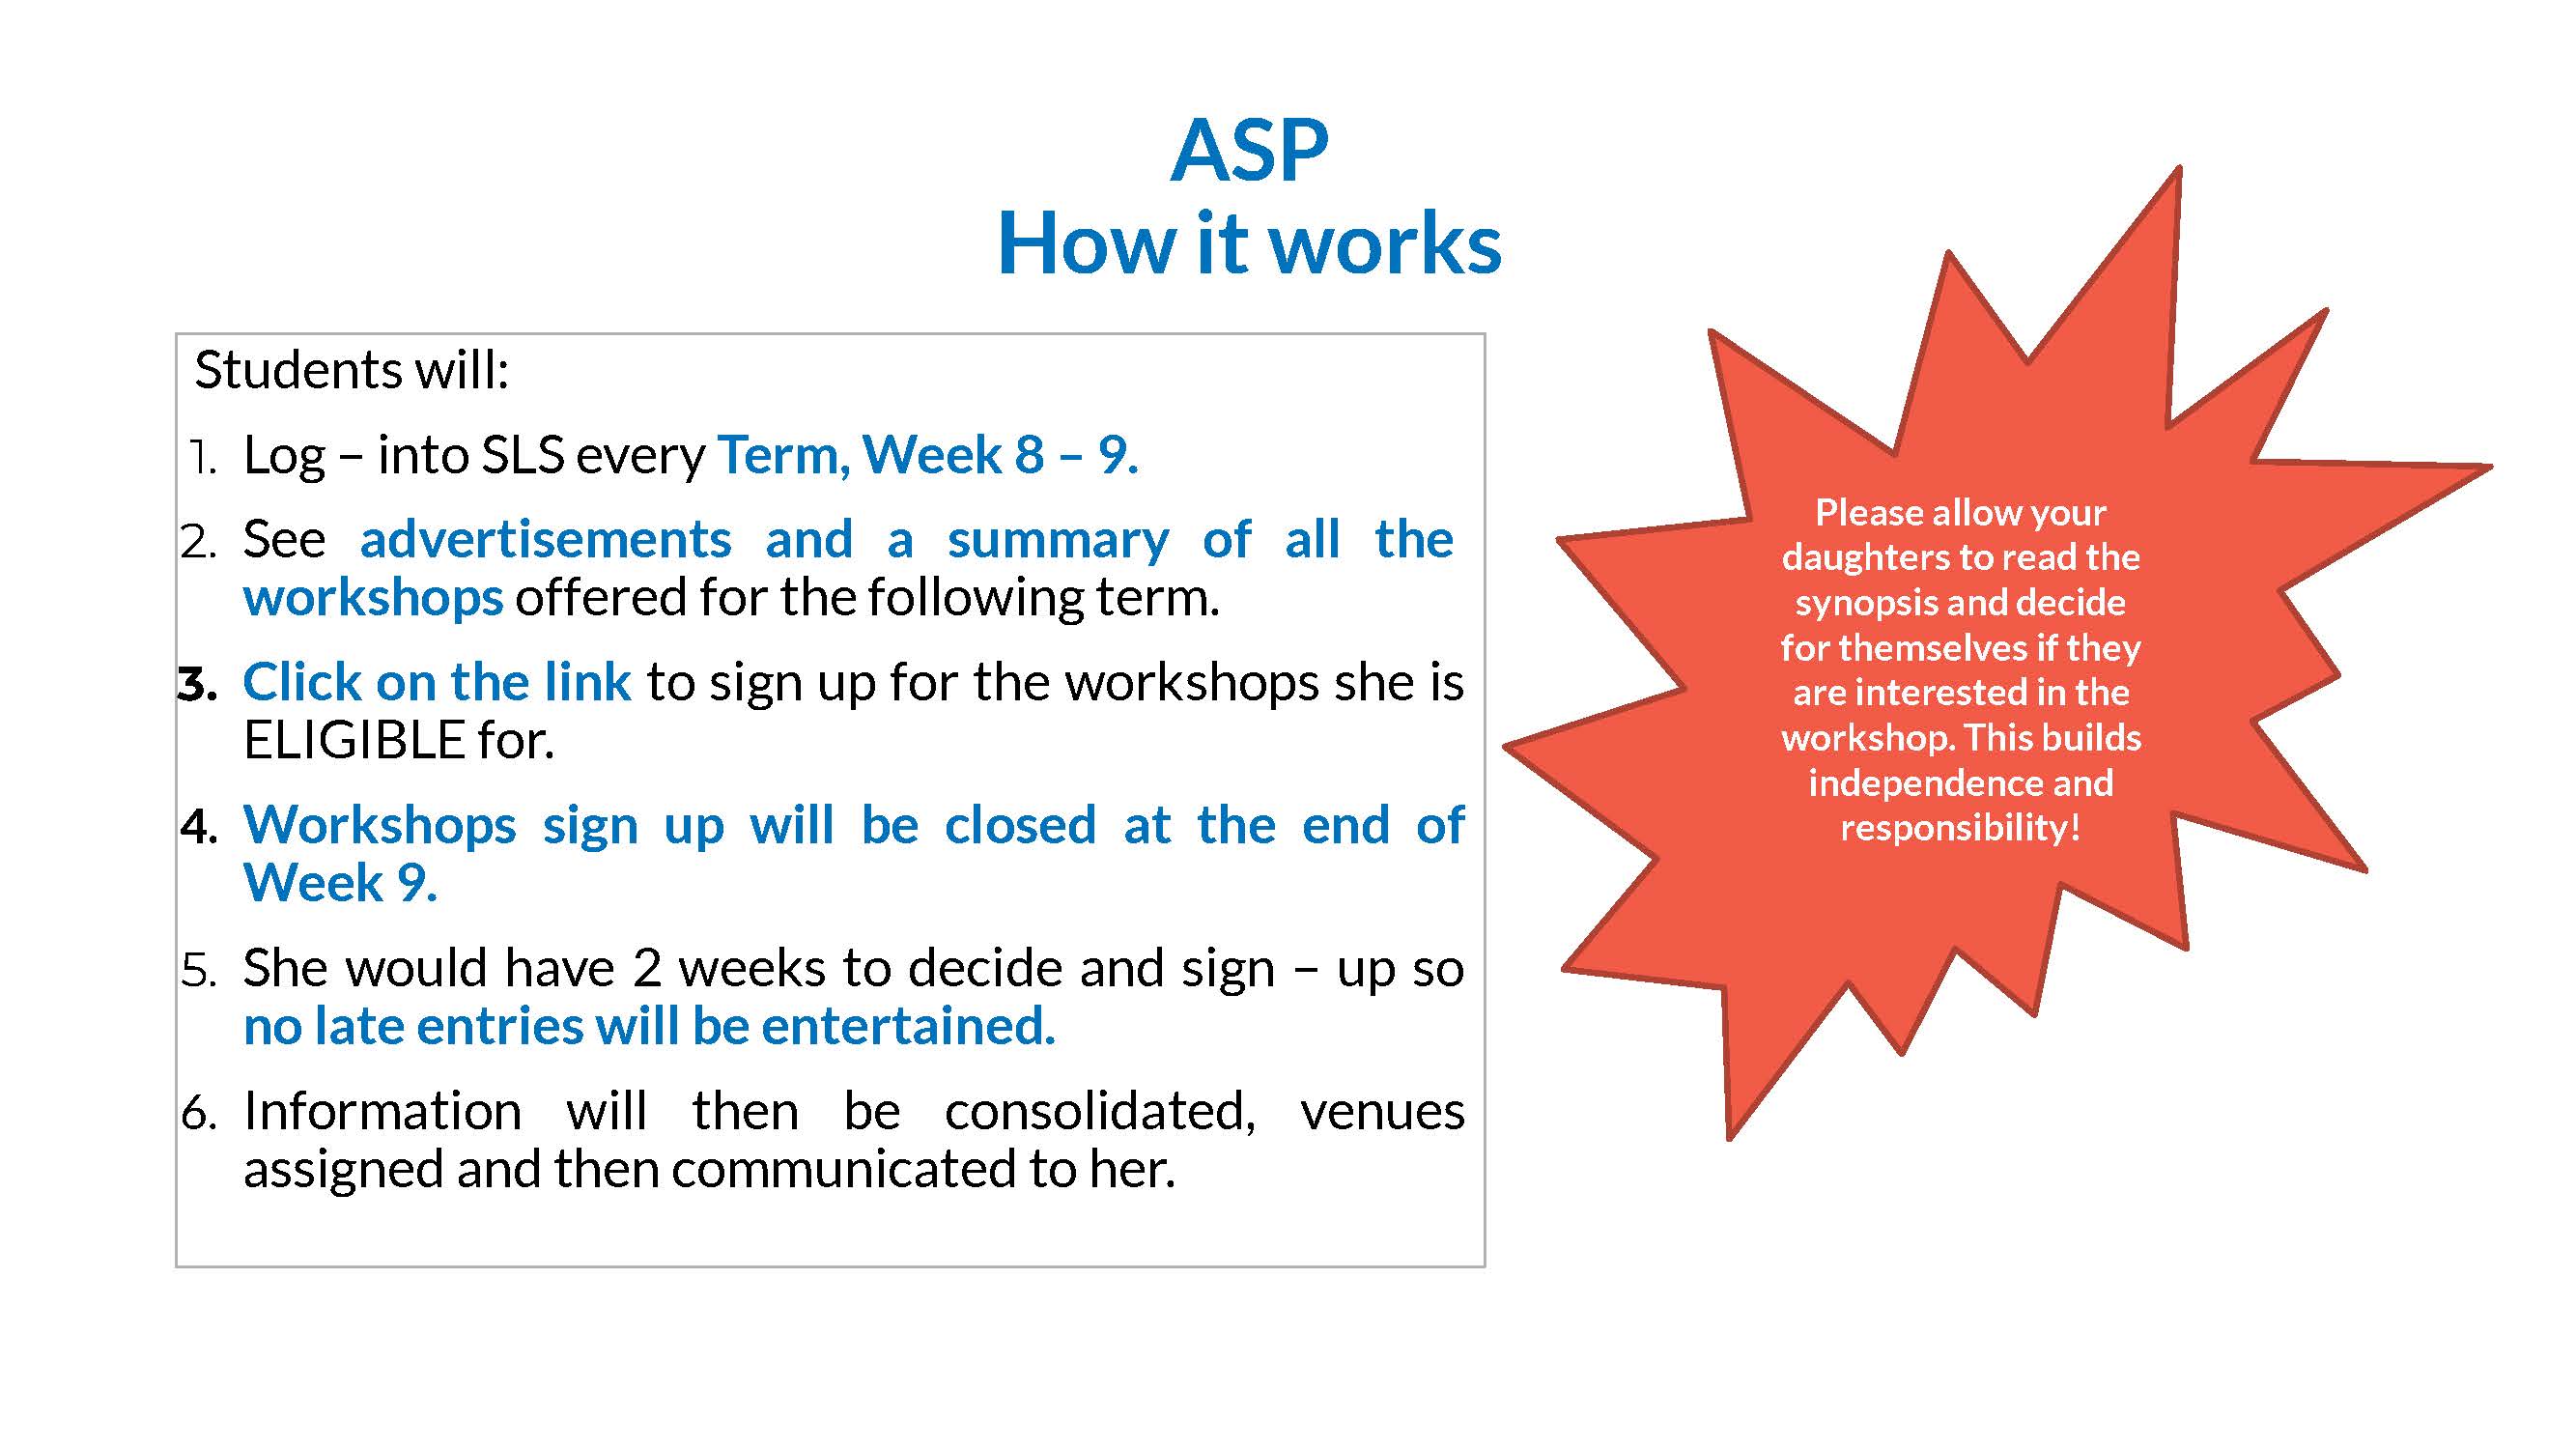 ASP
How it works
Students will:
1. Log – into SLS every Term, Week 8 – 9.
2. See advertisements and a summary of all the
workshops offered for the following term.
3. Click on the link to sign up for the workshops she is
ELIGIBLE for.
4. Workshops sign up will be closed at the end of
Week 9.
5. She would have 2 weeks to decide and sign – up so
no late entries will be entertained.
6. Information will then be consolidated, venues
assigned and then communicated to her.
Please allow your
daughters to read the
synopsis and decide
for themselves if they
are interested in the
workshop. This builds
independence and
responsibility!